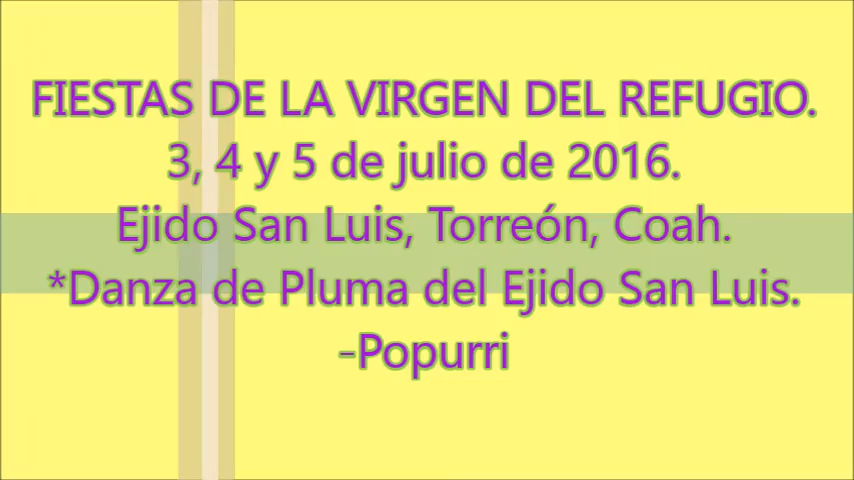 FIESTAS DE LA VIRGEN DEL REFUGIO.
3, 4 y 5 de julio de 2016.
Ejido San Luis, Torreón, Coah.
*Danza de Pluma del Ejido San Luis.
-Popurri